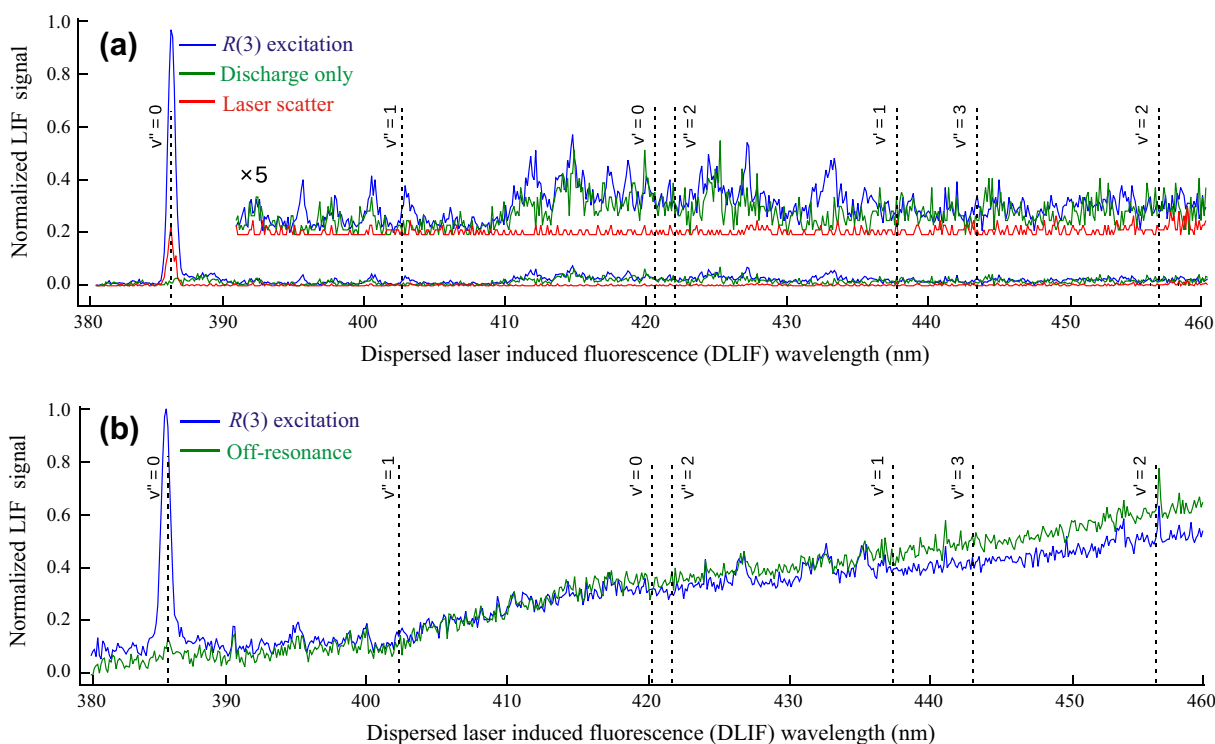 (a)
R(3) excitation
Discharge only
Laser scatter
×5
v" = 0
v" = 1
v' = 0
v" = 2
v' = 1
v" = 3
v' = 2
1.0
0.8
0.6
0.4
0.2
0.0
Normalized LIF signal
380
390
400
410
420
430
440
450
460
Dispersed laser induced fluorescence (DLIF) wavelength (nm)
(b)
R(3) excitation
Off-resonance
v" = 0
v" = 1
v' = 0
v" = 2
v' = 1
v" = 3
v' = 2
1.0
0.8
0.6
0.4
0.2
0.0
Normalized LIF signal
380
390
400
410
420
430
440
450
460
Dispersed laser induced fluorescence (DLIF) wavelength (nm)